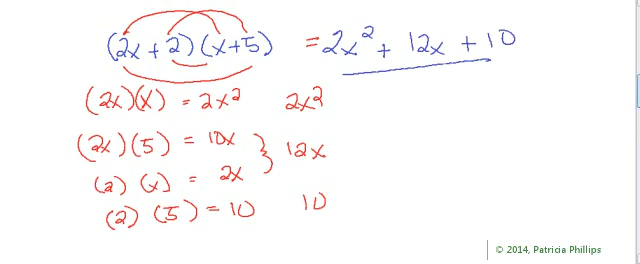 (2x + 2)(x + 5) = 2x² + 12x + 10
(2x)(x) = 2x² 2x²
(2x)(5) = 10x } 12x
(2)(x) = 2x
(2)(5) = 10 10
© 2014, Patricia Phillips